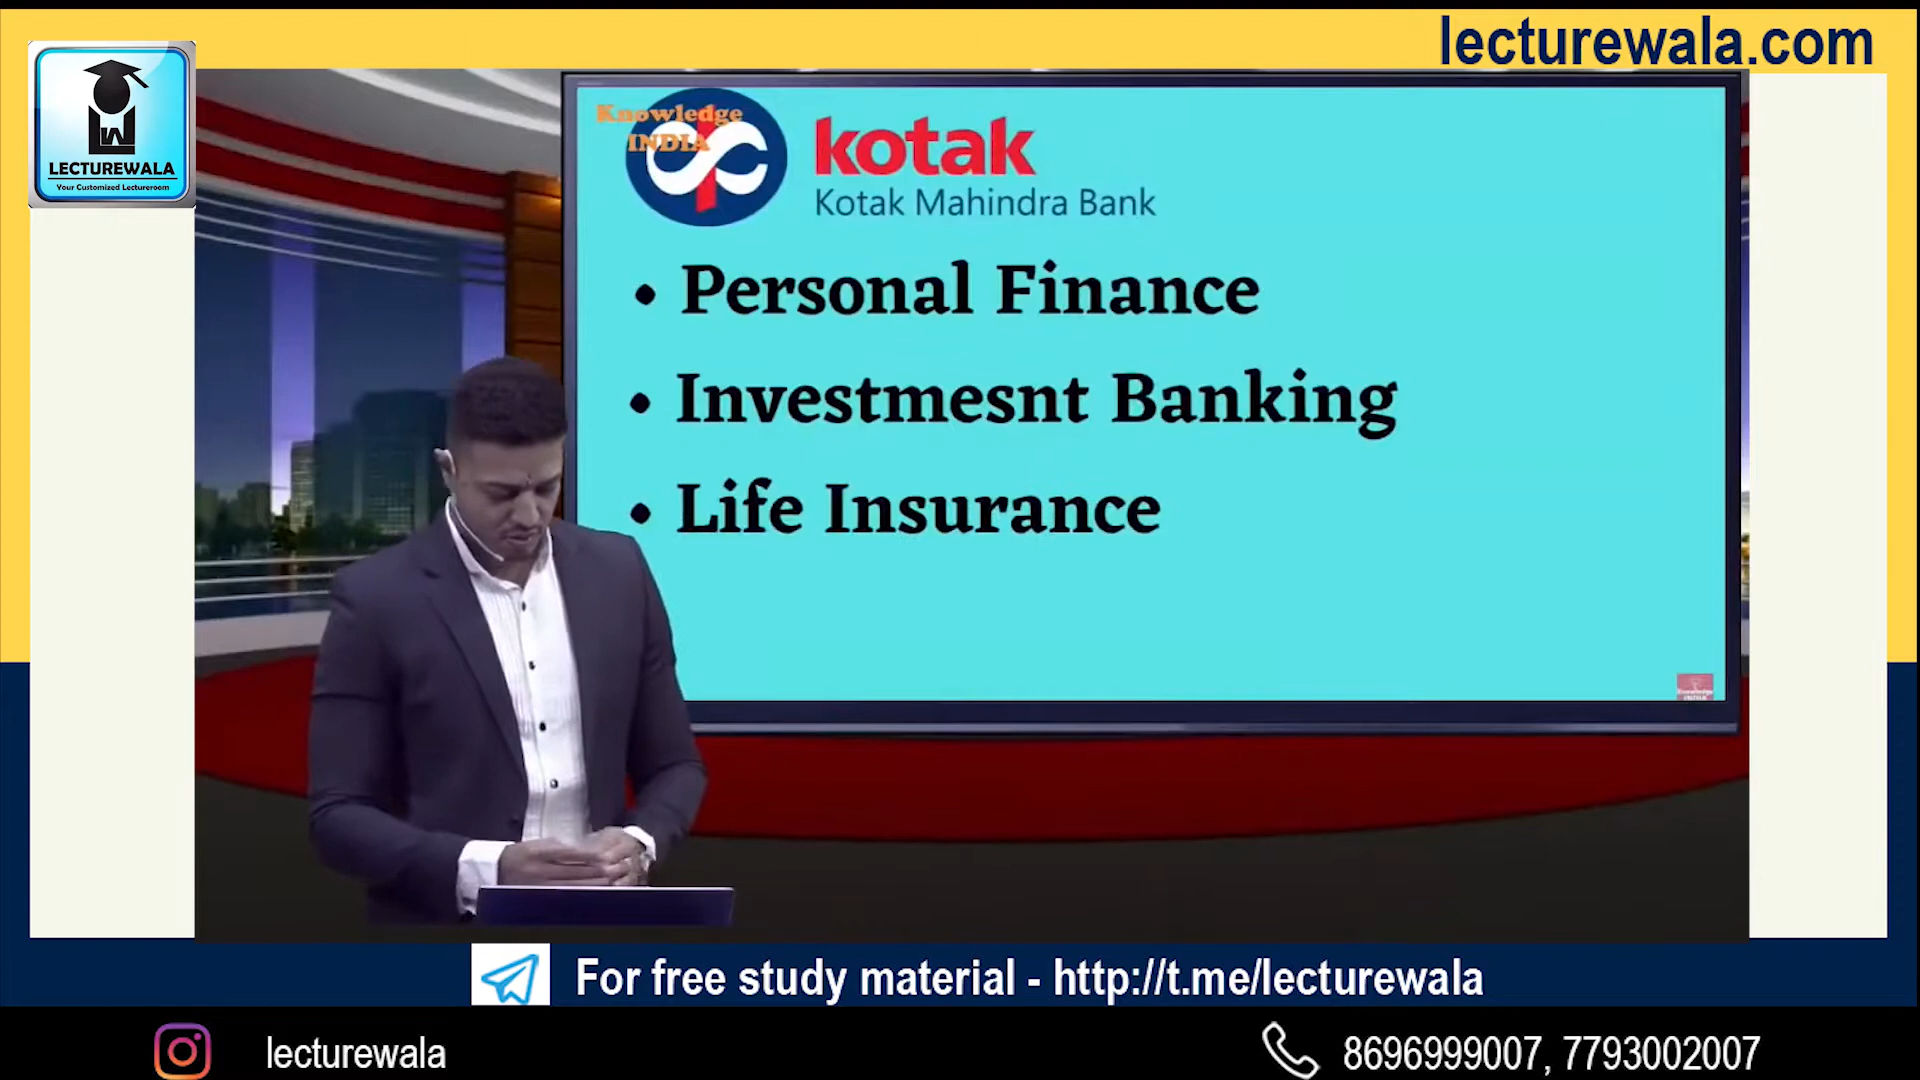 lecturewala.com
LW
LECTUREWALA
Your Customized Lectureroom
Knowledge
INDIA
kotak
Kotak Mahindra Bank
• Personal Finance
• Investmesnt Banking
• Life Insurance
For free study material - http://t.me/lecturewala
lecturewala
8696999007, 7793002007